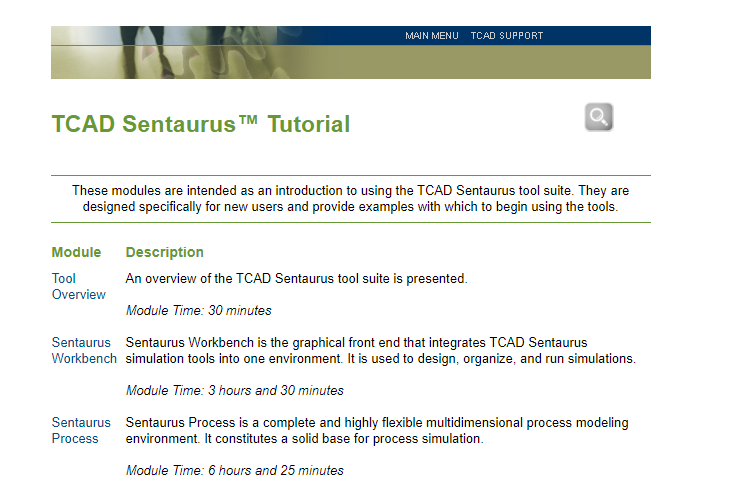 MAIN MENU TCAD SUPPORT
TCAD Sentaurus™ Tutorial
These modules are intended as an introduction to using the TCAD Sentaurus tool suite. They are
designed specifically for new users and provide examples with which to begin using the tools.
Module Description
Tool
Overview
An overview of the TCAD Sentaurus tool suite is presented.
Module Time: 30 minutes
Sentaurus
Workbench
Sentaurus Workbench is the graphical front end that integrates TCAD Sentaurus
simulation tools into one environment. It is used to design, organize, and run simulations.
Module Time: 3 hours and 30 minutes
Sentaurus
Process
Sentaurus Process is a complete and highly flexible multidimensional process modeling
environment. It constitutes a solid base for process simulation.
Module Time: 6 hours and 25 minutes